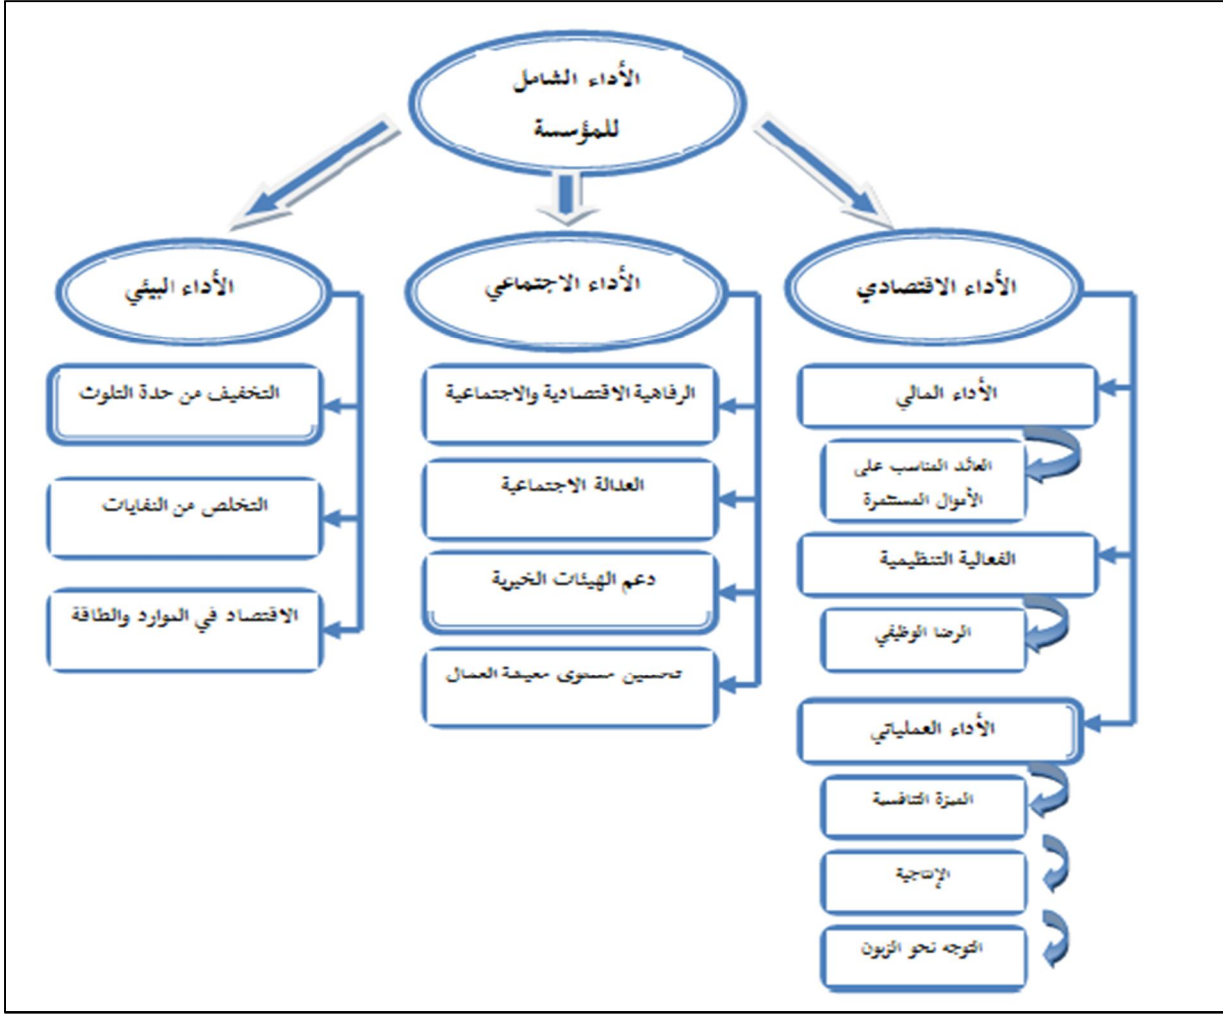 الأداء الشامل
للمؤسسة
الأداء الاقتصادي
الأداء المالي
العائد المناسب على
الأموال المستثمرة
الفعالية التنظيمية
الرضا الوظيفي
الأداء العملياتي
الميزة التنافسية
الإنتاجية
التوجه نحو الزبون
الأداء الاجتماعي
الرفاهية الاقتصادية والاجتماعية
العدالة الاجتماعية
دعم الهيئات الخيرية
تحسين مستوى معيشة العمال
الأداء البيئي
التخفيف من حدة التلوث
التخلص من النفايات
الاقتصاد في الموارد والطاقة